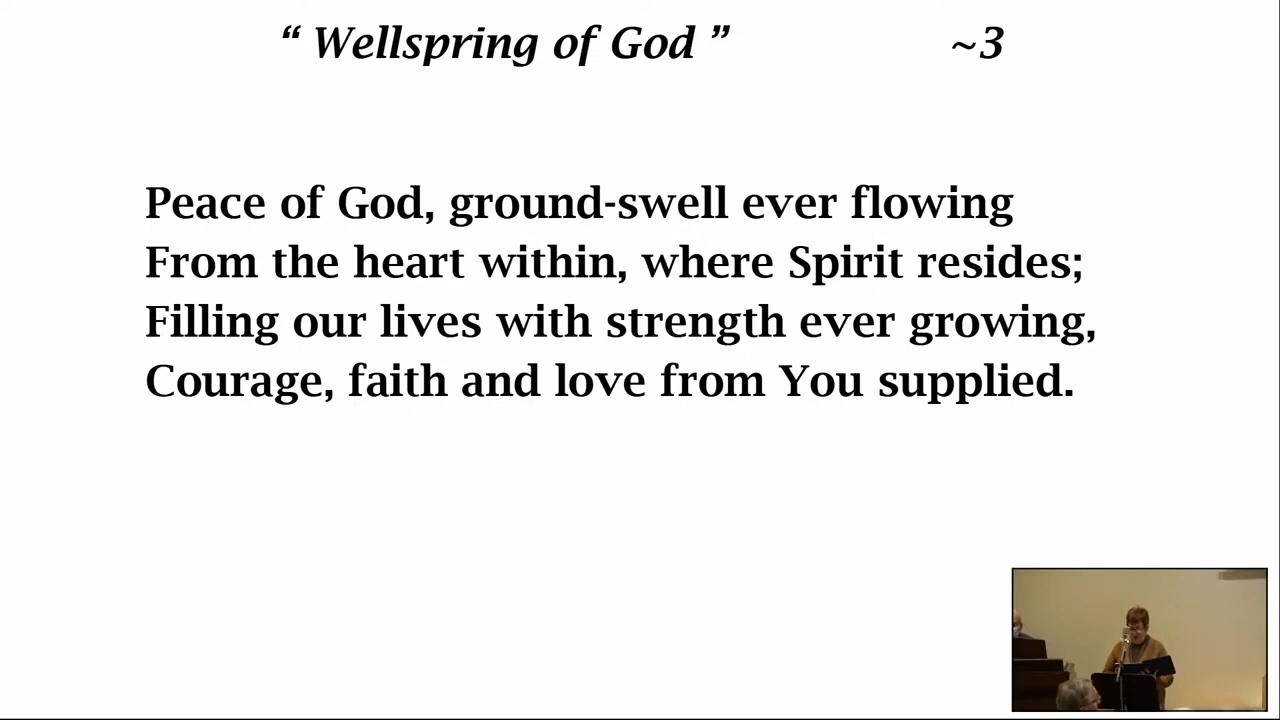 “ Wellspring of God ” ~3
Peace of God, ground-swell ever flowing
From the heart within, where Spirit resides;
Filling our lives with strength ever growing,
Courage, faith and love from You supplied.